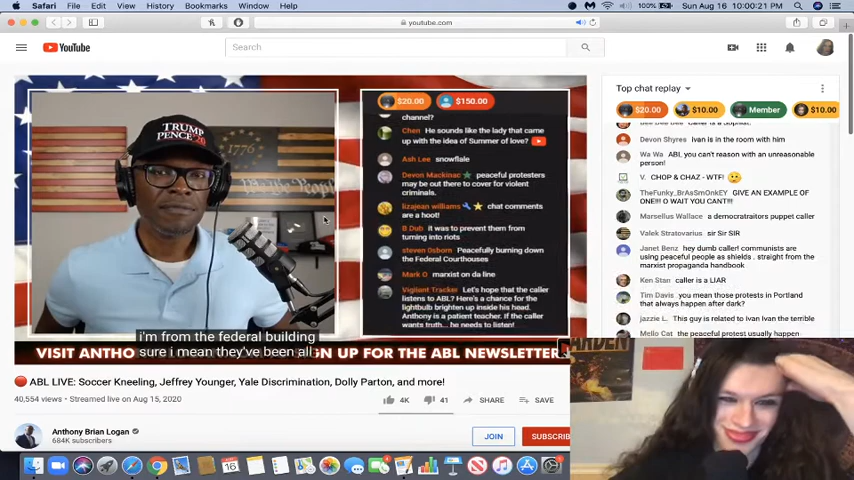 Safari File Edit View History Bookmarks Window Help
100% Sun Aug 16 10:00:21 PM
youtube.com
YouTube
Search
TRUMP
PENCE
1776
We the People
i'm from the federal building
sure i mean they've been all
VISIT ANTHO
GN UP FOR THE ABL NEWSLETTER
$20.00 $150.00
channel?
Chen He sounds like the lady that came
up with the idea of Summer of love?
Ash Lee snowflale
Devon Mackinac peaceful protesters
may be out there to cover for violent
criminals.
lizajean williams chat comments
are a hoot!
B Dub it was to prevent them from
turning into riots
steven Osborn Peacefully burning down
the Federal Courthouses
Mark O marxist on da line
Vigilant Tracker Let's hope that the caller
listens to ABL? Here's a chance for the
lightbulb brighten up inside his head.
Anthony is a patient teacher. If the caller
wants truth... he needs to listen!
Top chat replay
$20.00 $10.00 Member $10.00
Devon Shyres Ivan is in the room with him
Wa Wa ABL you can't reason with an unreasonable
person!
V. CHOP & CHAZ - WTF!
TheFunky_BrAsSmOnkEY GIVE AN EXAMPLE OF
ONE!!! O WAIT YOU CANT!!!
Marsellus Wallace a democraitors puppet caller
Valek Stratovarius sir Sir SIR
Janet Benz hey dumb caller! communists are
using peaceful people as shields . straight from the
marxist propaganda handbook
Ken Stan caller is a LIAR
Tim Davis you mean those protests in Portland
that always happen after dark?
jazzie L. This guy is related to Ivan Ivan the terrible
Mello Cat the peaceful protest usually happen
ABL LIVE: Soccer Kneeling, Jeffrey Younger, Yale Discrimination, Dolly Parton, and more!
40,554 views • Streamed live on Aug 15, 2020
4K 41 SHARE SAVE
Anthony Brian Logan
684K subscribers
JOIN SUBSCRIB